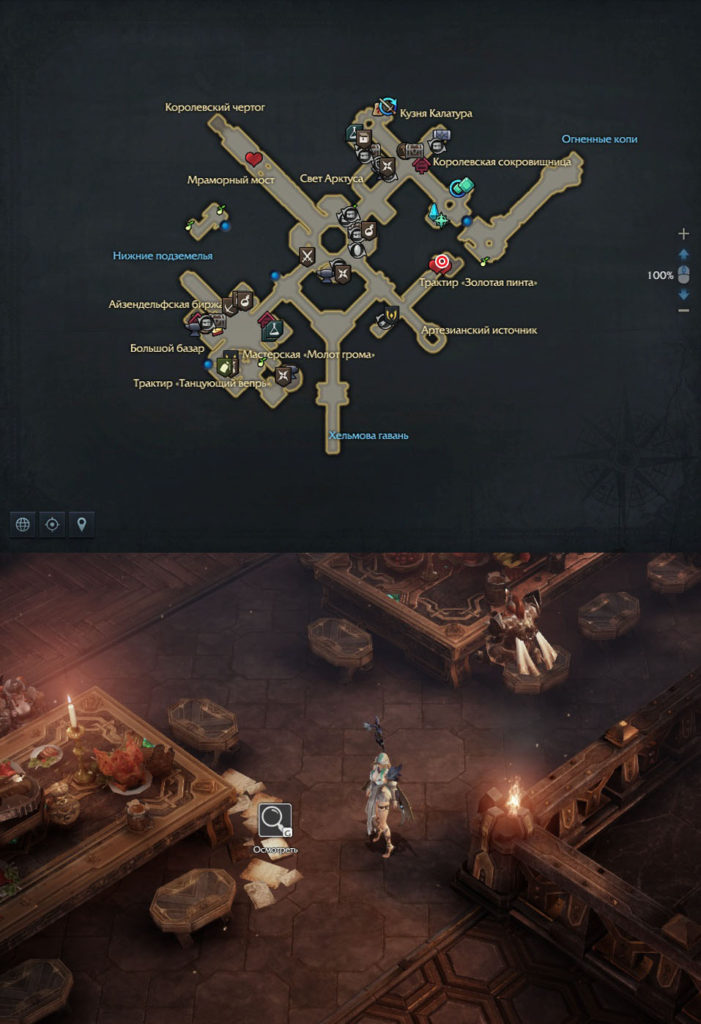 Королевский чертог
Кузня Калатура
Огненные копи
Королевская сокровищница
Мраморный мост
Свет Арктуса
Нижние подземелья
100%
Трактир «Золотая пинта»
Айзендельфская биржа
Артезианский источник
Большой базар
Мастерская «Молот грома»
Трактир «Танцующий вепрь»
Хельмова гавань
G
Осмотреть